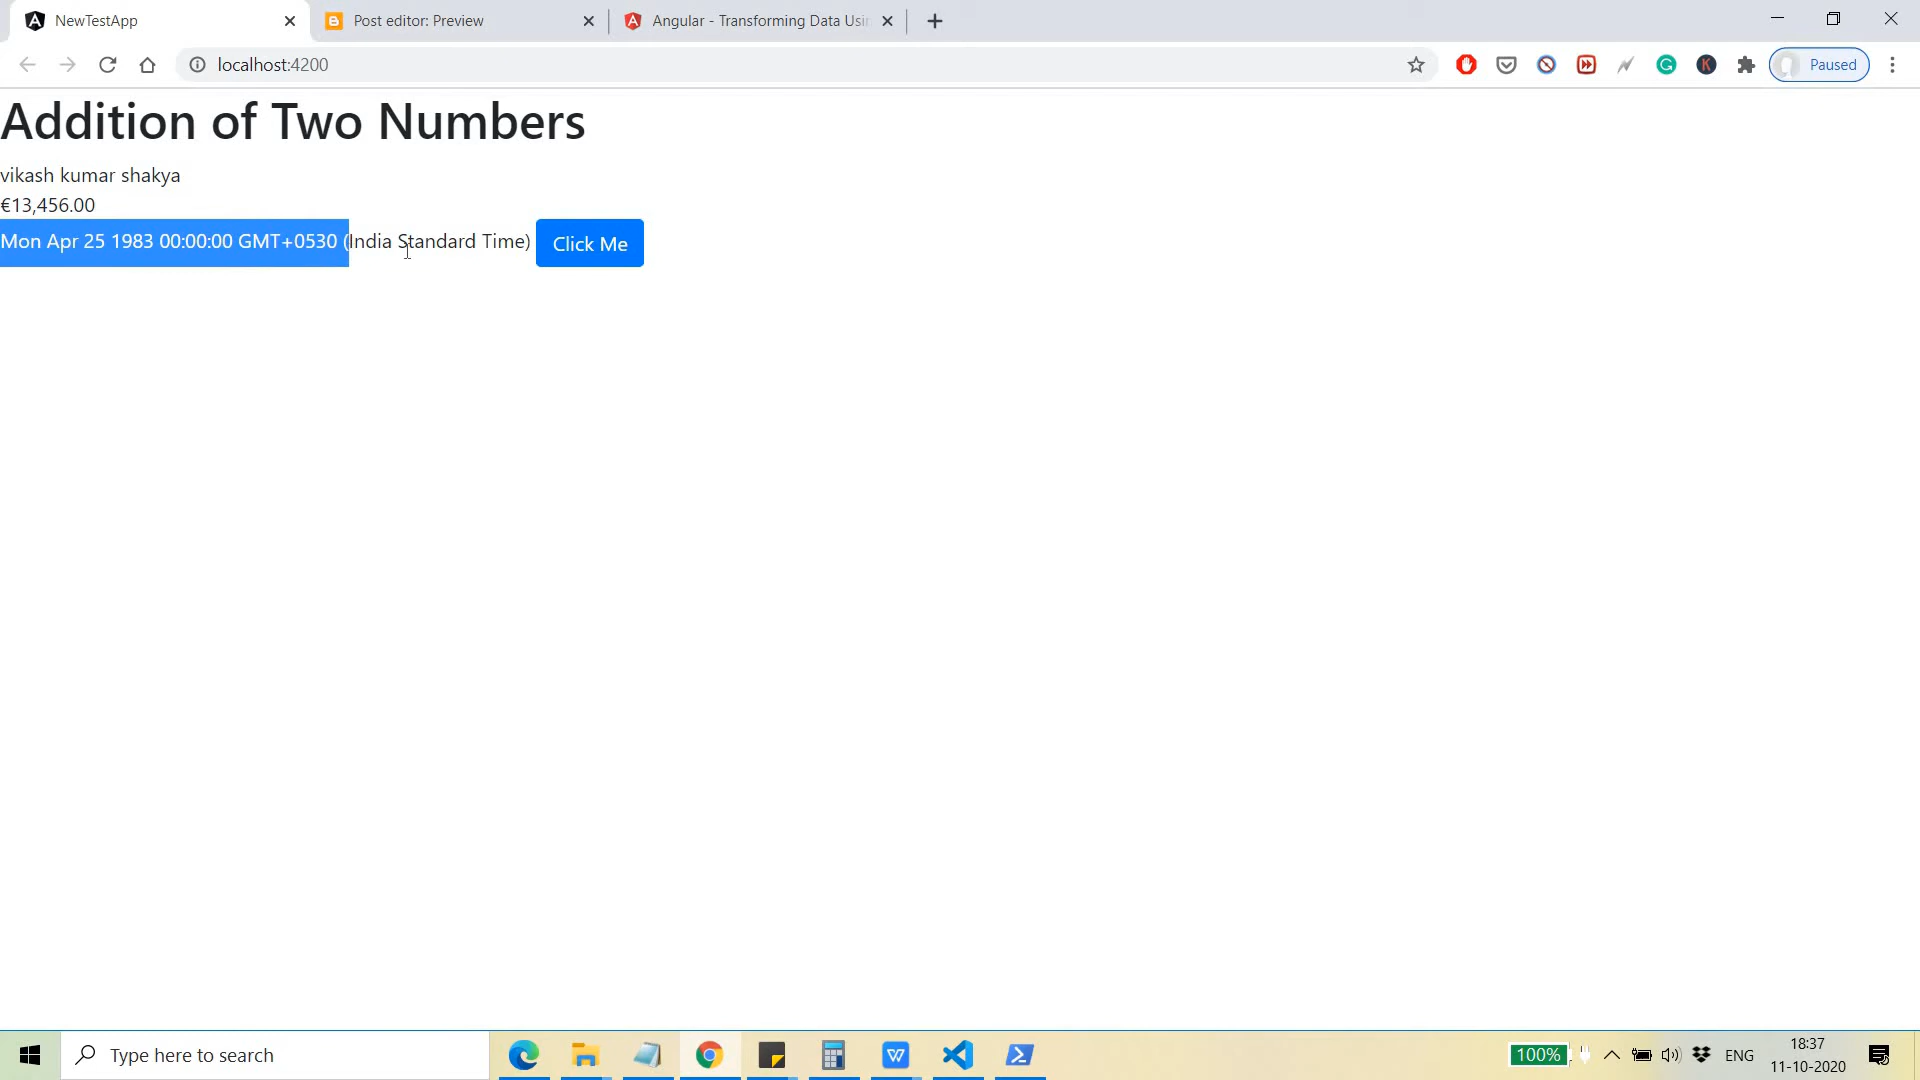 NewTestApp
Post editor: Preview
Angular - Transforming Data Usin
localhost:4200
Paused
Addition of Two Numbers
vikash kumar shakya
€13,456.00
Mon Apr 25 1983 00:00:00 GMT+0530 (India Standard Time) Click Me
Type here to search
100%
ENG
18:37
11-10-2020